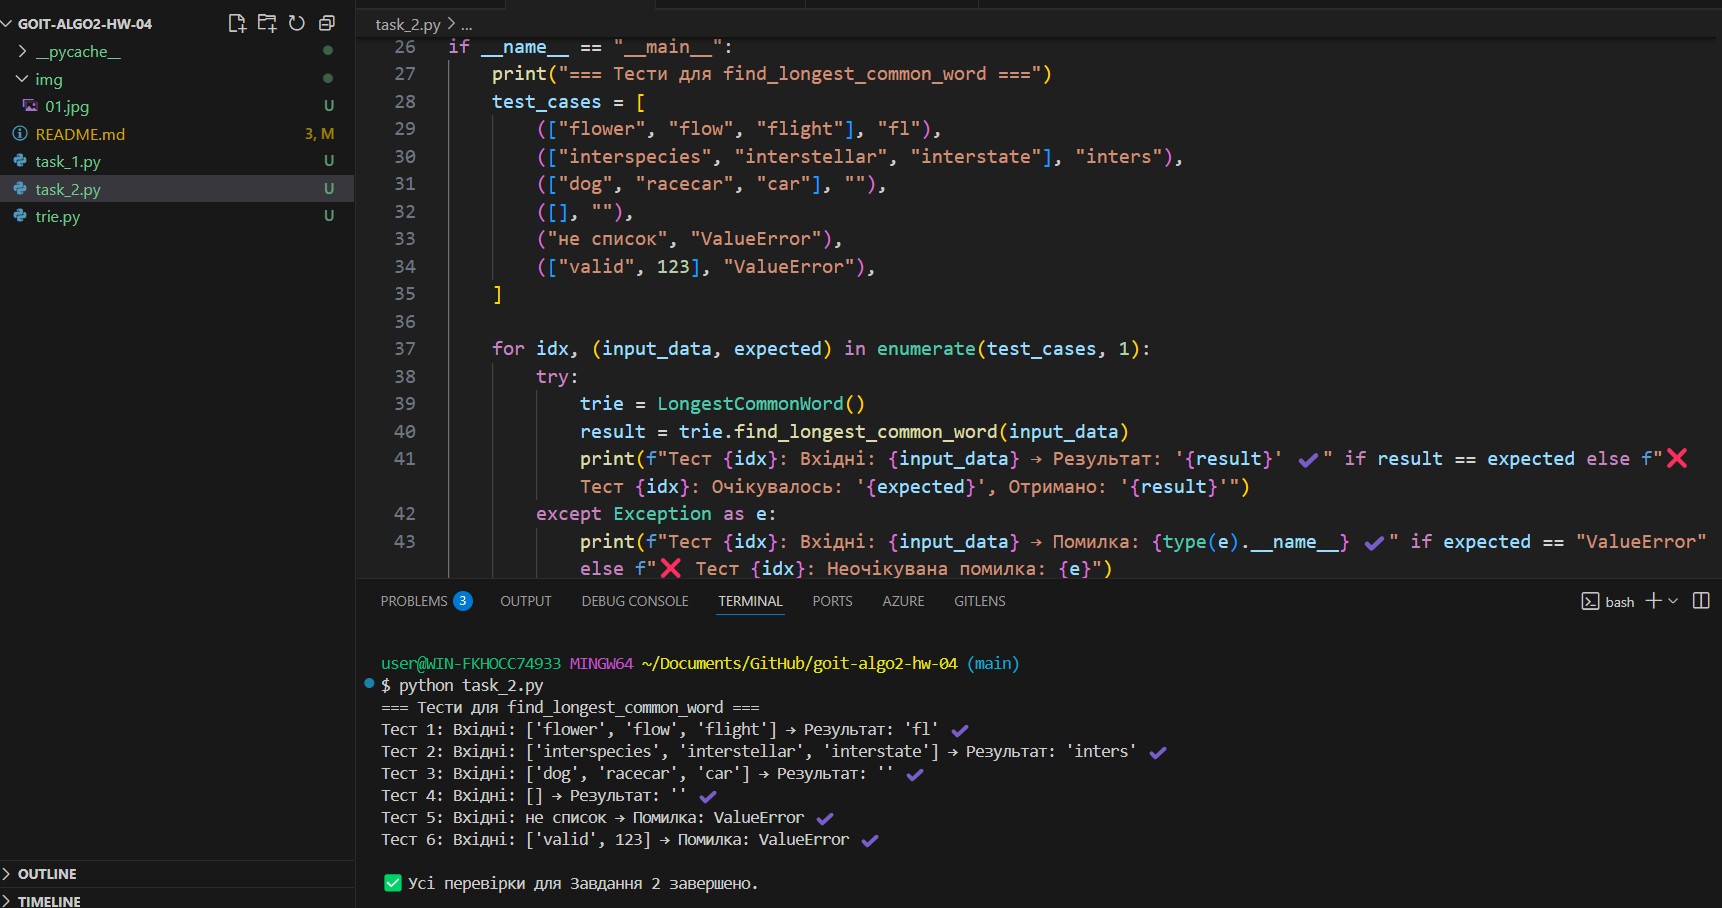 GOIT-ALGO2-HW-04
__pycache__
img
01.jpg U
README.md 3, M
task_1.py U
task_2.py U
trie.py U
OUTLINE
TIMELINE
task_2.py > ...
26 if __name__ == "__main__":
27 print("=== Тести для find_longest_common_word ===")
28 test_cases = [
29 (["flower", "flow", "flight"], "fl"),
30 (["interspecies", "interstellar", "interstate"], "inters"),
31 (["dog", "racecar", "car"], ""),
32 ([], ""),
33 ("не список", "ValueError"),
34 (["valid", 123], "ValueError"),
35 ]
36
37 for idx, (input_data, expected) in enumerate(test_cases, 1):
38 try:
39 trie = LongestCommonWord()
40 result = trie.find_longest_common_word(input_data)
41 print(f"Тест {idx}: Вхідні: {input_data} → Результат: '{result}' ✔" if result == expected else f"❌
Тест {idx}: Очікувалось: '{expected}', Отримано: '{result}'")
42 except Exception as e:
43 print(f"Тест {idx}: Вхідні: {input_data} → Помилка: {type(e).__name__} ✔" if expected == "ValueError"
else f"❌ Тест {idx}: Неочікувана помилка: {e}")
PROBLEMS 3 OUTPUT DEBUG CONSOLE TERMINAL PORTS AZURE GITLENS bash
user@WIN-FKHOCC74933 MINGW64 ~/Documents/GitHub/goit-algo2-hw-04 (main)
$ python task_2.py
=== Тести для find_longest_common_word ===
Тест 1: Вхідні: ['flower', 'flow', 'flight'] → Результат: 'fl' ✔
Тест 2: Вхідні: ['interspecies', 'interstellar', 'interstate'] → Результат: 'inters' ✔
Тест 3: Вхідні: ['dog', 'racecar', 'car'] → Результат: '' ✔
Тест 4: Вхідні: [] → Результат: '' ✔
Тест 5: Вхідні: не список → Помилка: ValueError ✔
Тест 6: Вхідні: ['valid', 123] → Помилка: ValueError ✔
✅ Усі перевірки для Завдання 2 завершено.